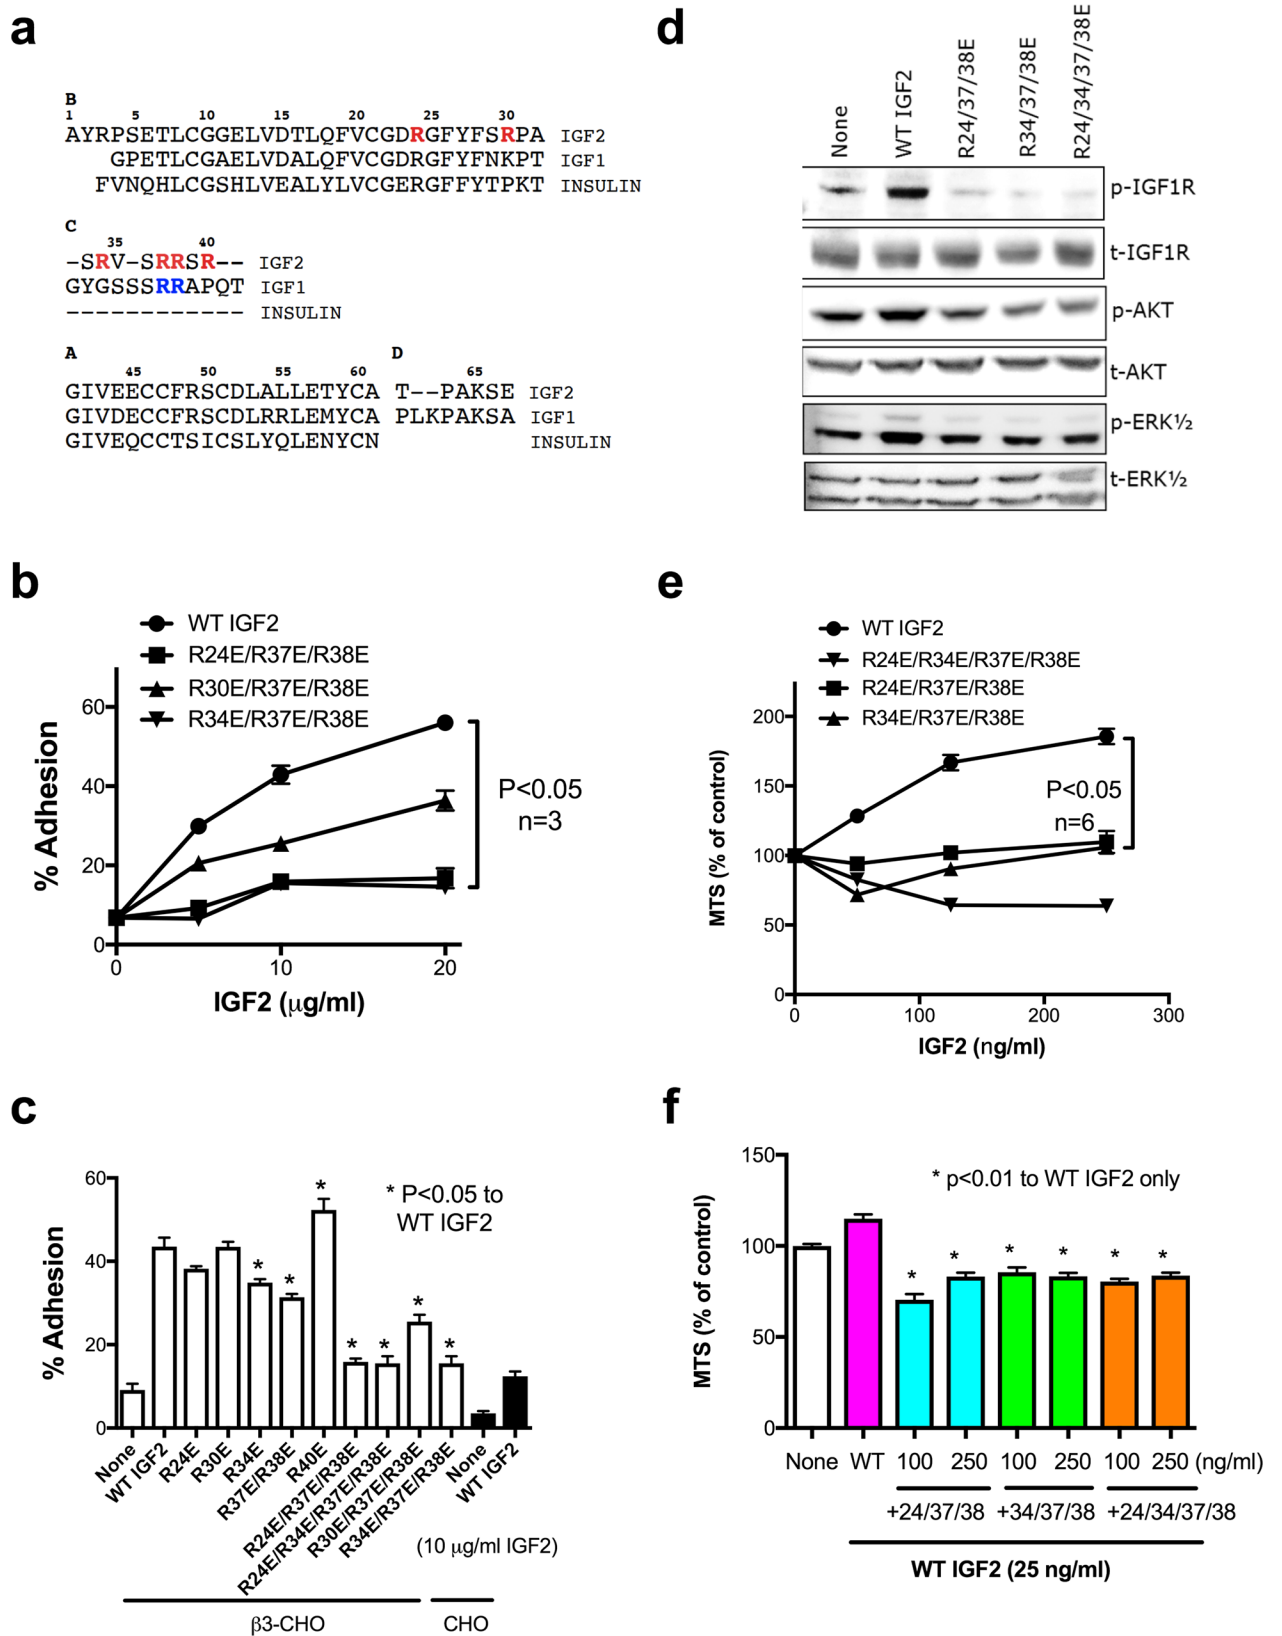 a
B
1 5 10 15 20 25 30
AYRPSETLCGGELVDTLQFVCGDRGFYFSRPA IGF2
GPETLCGAELVDALQFVCGDRGFYFNKPT IGF1
FVNQHLCGSHLVEALYLVCGERGFFYTPKT INSULIN
C
35 40
-SRV-SRRSR-- IGF2
GYGSSSRRAPQT IGF1
------------ INSULIN
A D
45 50 55 65
GIVEECCFRSCDLALLETYCA T--PAKSE IGF2
GIVDECCFRSCDLRRLEMYCA PLKPAKSA IGF1
GIVEQCCTSICSLYQLENYCN INSULIN
d
None
WT IGF2
R24/37/38E
R34/37/38E
R24/34/37/38E
p-IGF1R
t-IGF1R
p-AKT
t-AKT
p-ERK½
t-ERK½
b
WT IGF2
R24E/R37E/R38E
R30E/R37E/R38E
R34E/R37E/R38E
% Adhesion
60
40
20
0
P<0.05
n=3
0 10 20
IGF2 (μg/ml)
e
WT IGF2
R24E/R34E/R37E/R38E
R24E/R37E/R38E
R34E/R37E/R38E
MTS (% of control)
200
150
100
50
0
P<0.05
n=6
0 100 200 300
IGF2 (ng/ml)
c
% Adhesion
60
40
20
0
* P<0.05 to
WT IGF2
*
*
*
*
*
*
*
None
WT IGF2
R24E
R30E
R34E
R37E/R38E
R40E
R24E/R37E/R38E
R24E/R34E/R37E/R38E
R30E/R37E/R38E
R34E/R37E/R38E
None
WT IGF2
(10 μg/ml IGF2)
β3-CHO CHO
f
MTS (% of control)
150
100
50
0
* p<0.01 to WT IGF2 only
* * * * * *
None WT 100 250 100 250 100 250 (ng/ml)
+24/37/38 +34/37/38 +24/34/37/38
WT IGF2 (25 ng/ml)